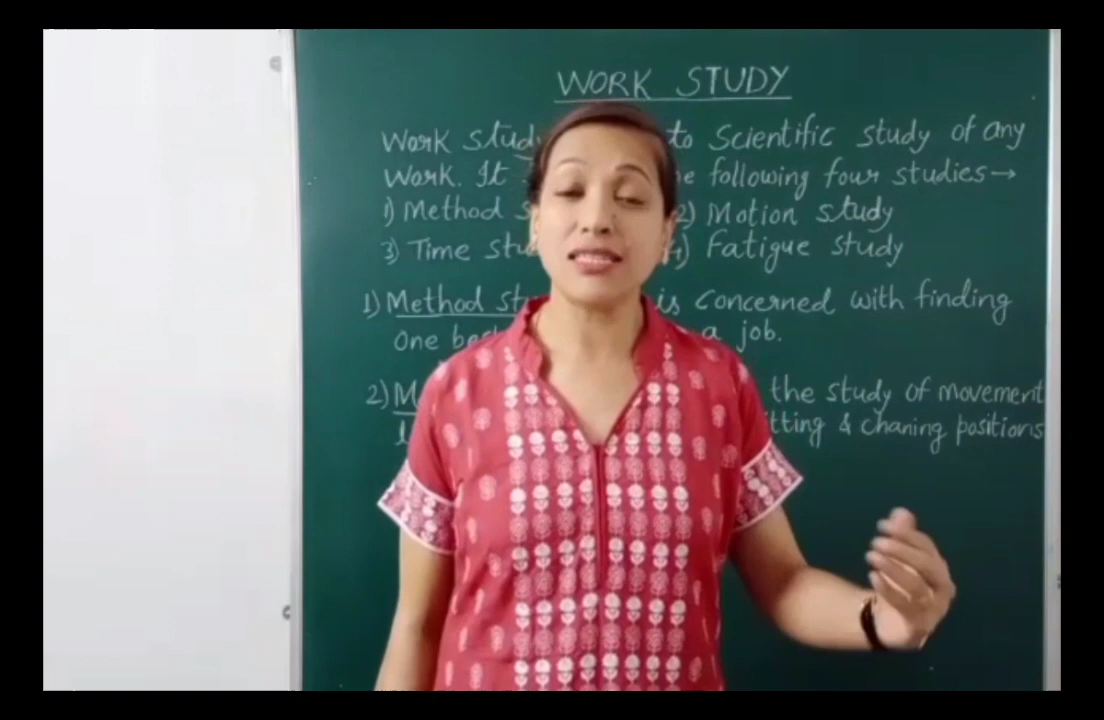 WORK STUDY
Work study to Scientific study of any
Work. It following four studies→
1) Method 2) Motion study
3) Time 4) Fatigue study
1) Method is concerned with finding
One a job.
2) the study of movement
& chaning positions